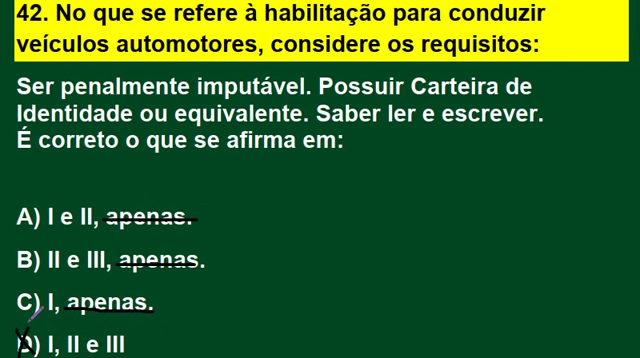 42. No que se refere à habilitação para conduzir
veículos automotores, considere os requisitos:
Ser penalmente imputável. Possuir Carteira de
Identidade ou equivalente. Saber ler e escrever.
É correto o que se afirma em:
A) I e II, apenas.
B) II e III, apenas.
C) I, apenas.
D) I, II e III